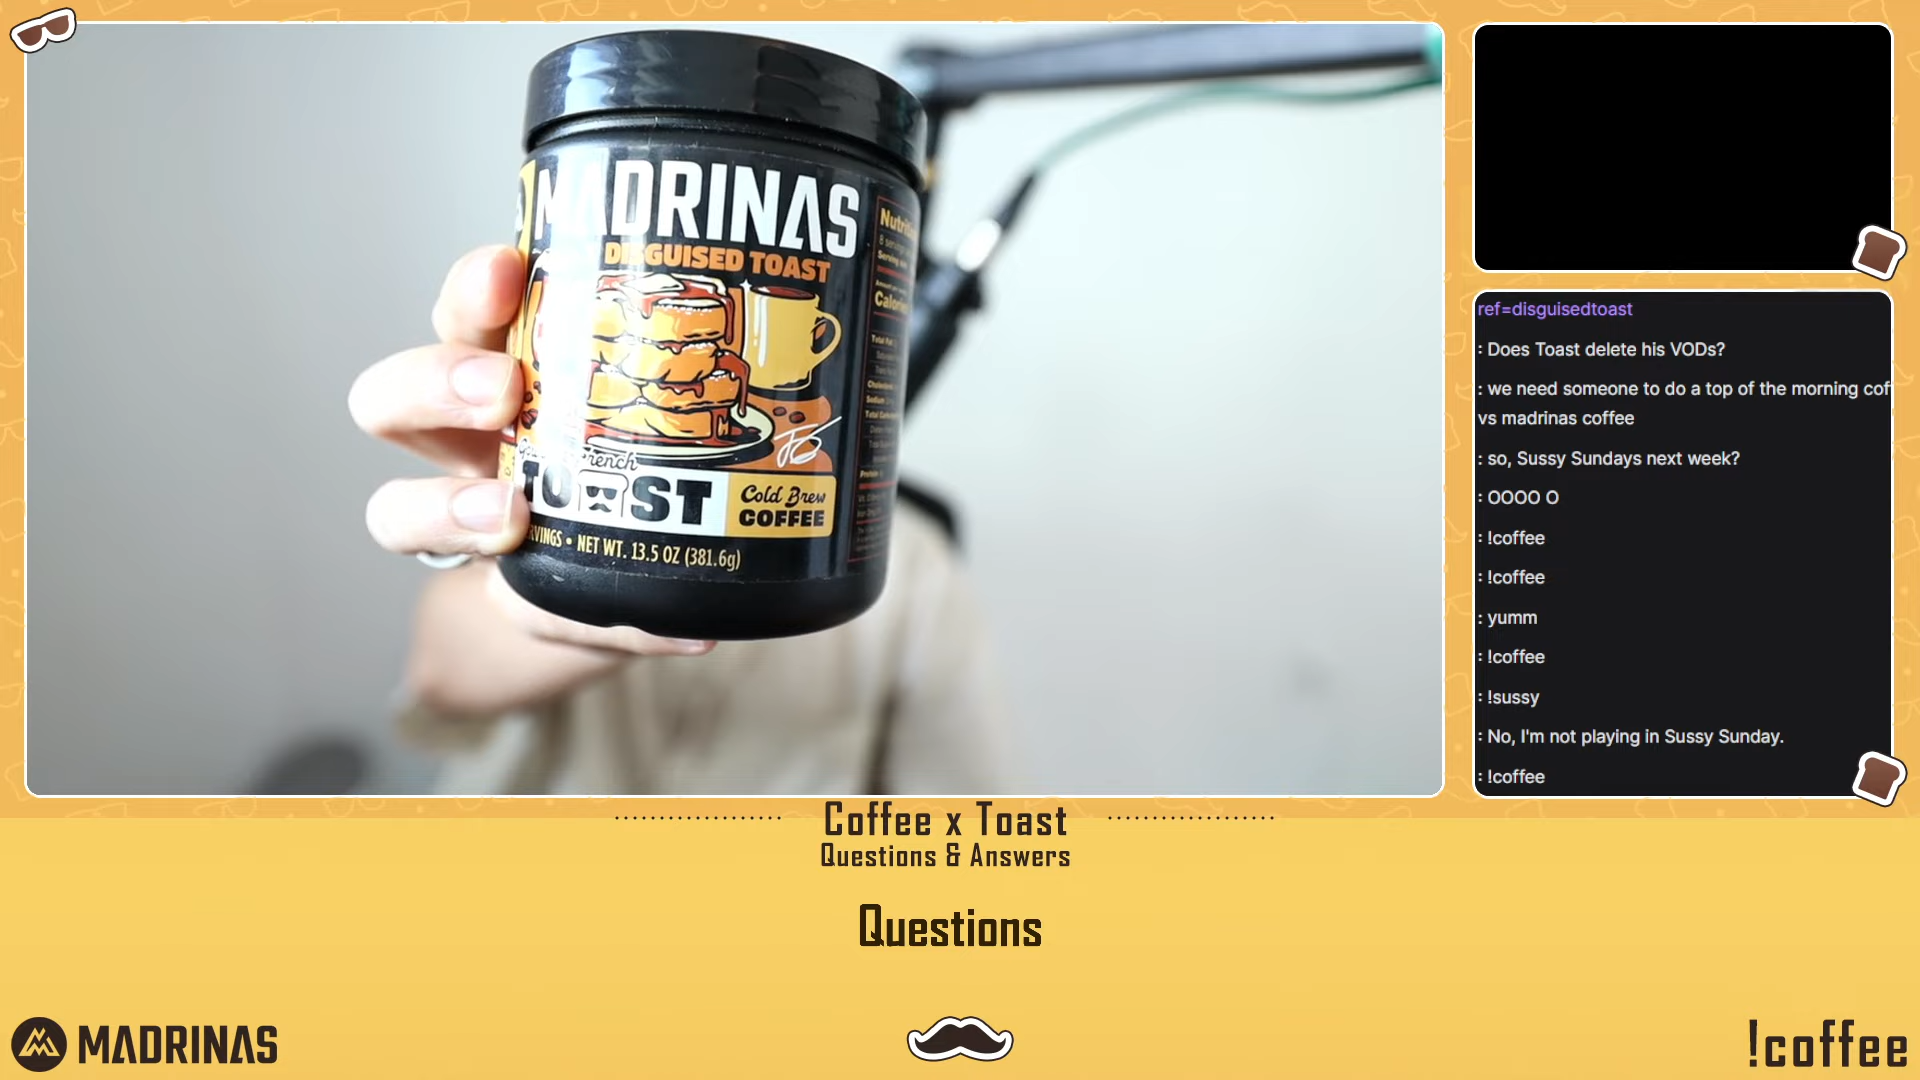 MADRINAS
DISGUISED TOAST
French
TOAST
Cold Brew
COFFEE
NET WT. 13.5 OZ (381.6g)
ref=disguisedtoast
: Does Toast delete his VODs?
: we need someone to do a top of the morning cof
vs madrinas coffee
: so, Sussy Sundays next week?
: OOOO O
: !coffee
: !coffee
: yumm
: !coffee
: !sussy
: No, I'm not playing in Sussy Sunday.
: !coffee
Coffee x Toast
Questions & Answers
Questions
MADRINAS
!coffee